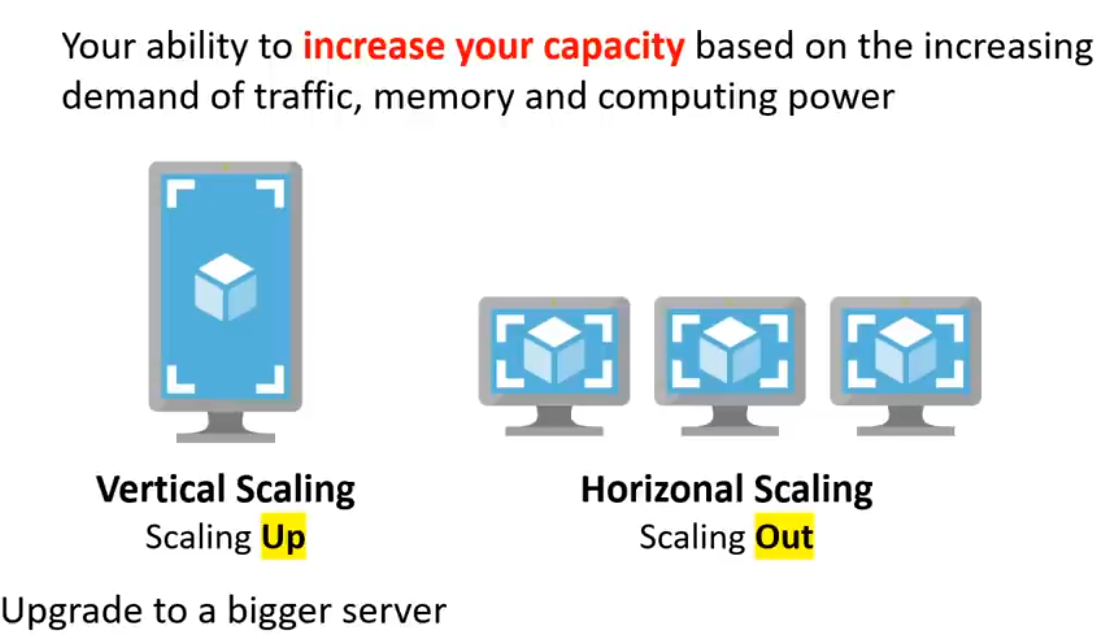 Your ability to increase your capacity based on the increasing
demand of traffic, memory and computing power
Vertical Scaling
Scaling Up
Horizonal Scaling
Scaling Out
Upgrade to a bigger server